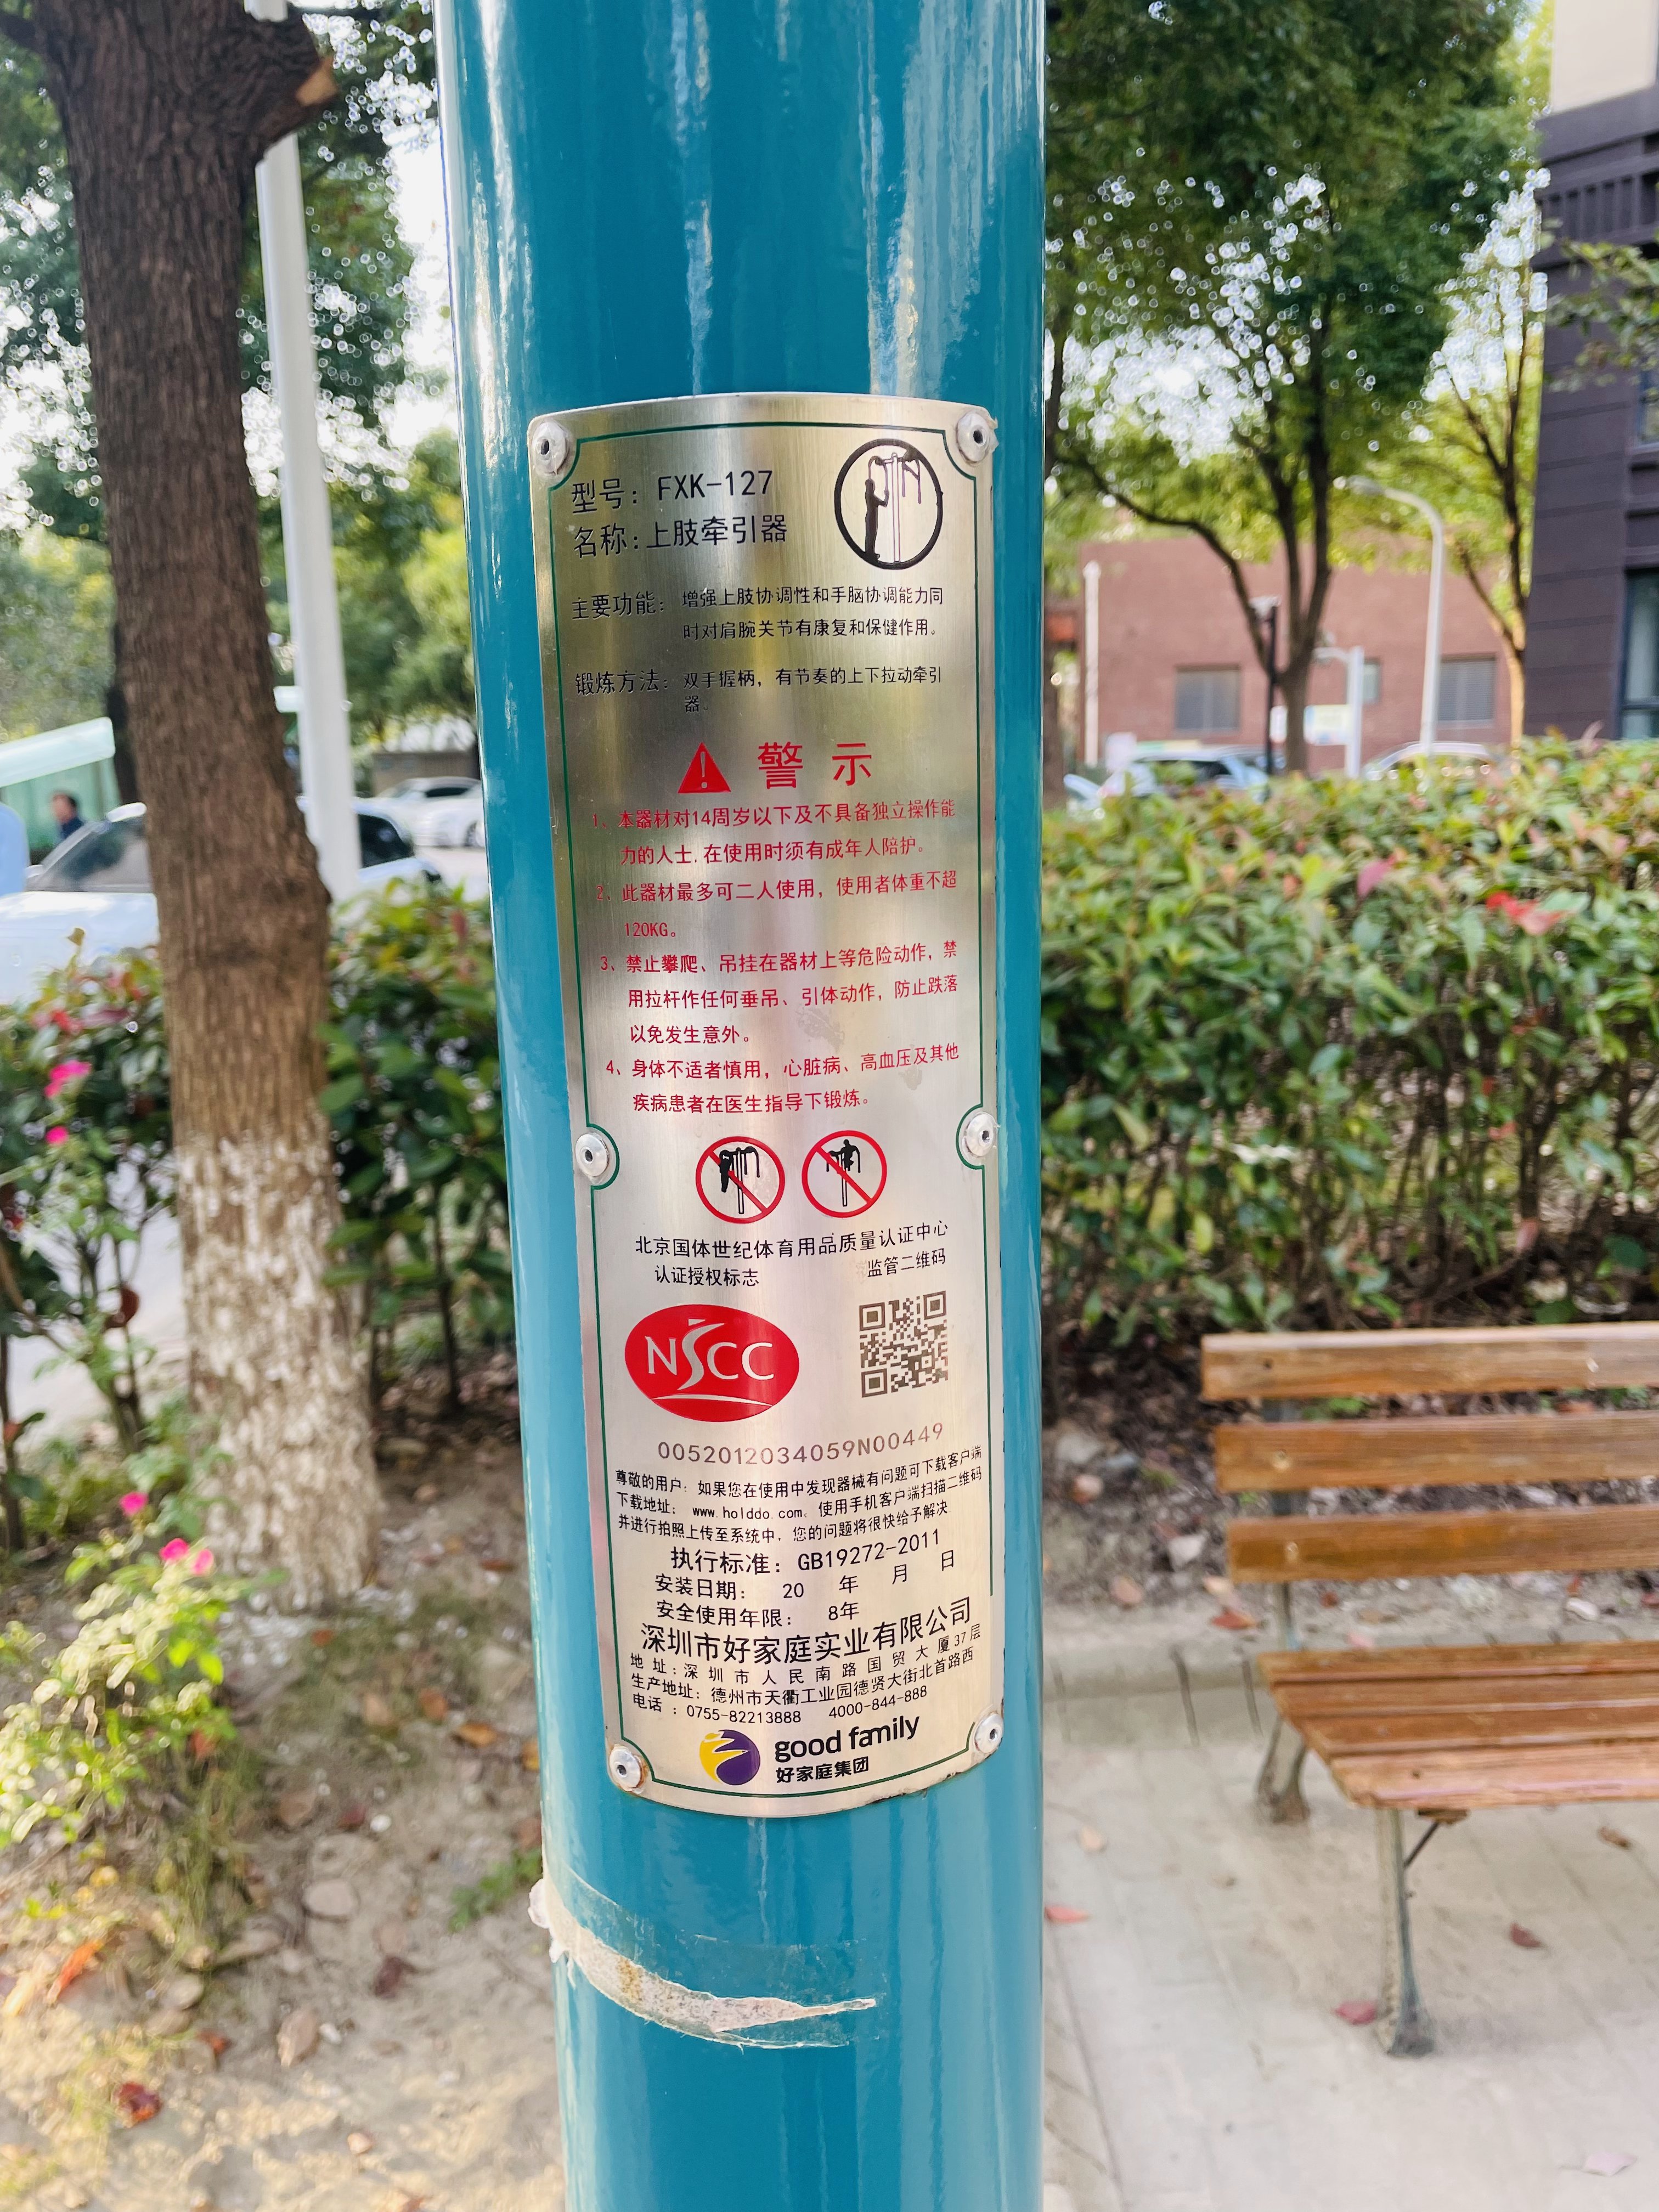 型号: FXK-127
名称:上肢牵引器
主要功能: 增强上肢协调性和手脑协调能力同
时对肩腕关节有康复和保健作用。
锻炼方法: 双手握柄，有节奏的上下拉动牵引
器。
警示
1、本器材对14周岁以下及不具备独立操作能
力的人士,在使用时须有成年人陪护。
2、此器材最多可二人使用，使用者体重不超
120KG。
3、禁止攀爬、吊挂在器材上等危险动作，禁
用拉杆作任何垂吊、引体动作，防止跌落
以免发生意外。
4、身体不适者慎用，心脏病、高血压及其他
疾病患者在医生指导下锻炼。
北京国体世纪体育用品质量认证中心
认证授权标志 监管二维码
NSCC
0052012034059N00449
尊敬的用户: 如果您在使用中发现器械有问题可下载客户端
下载地址: www.holddo.com、使用手机客户端扫描二维码
并进行拍照上传至系统中，您的问题将很快给予解决
执行标准: GB19272-2011
安装日期: 20 年 月 日
安全使用年限: 8年
深圳市好家庭实业有限公司
地址:深圳市人民南路国贸大厦37层
生产地址: 德州市天衢工业园德贤大街北首路西
电话 : 0755-82213888 4000-844-888
good family
好家庭集团